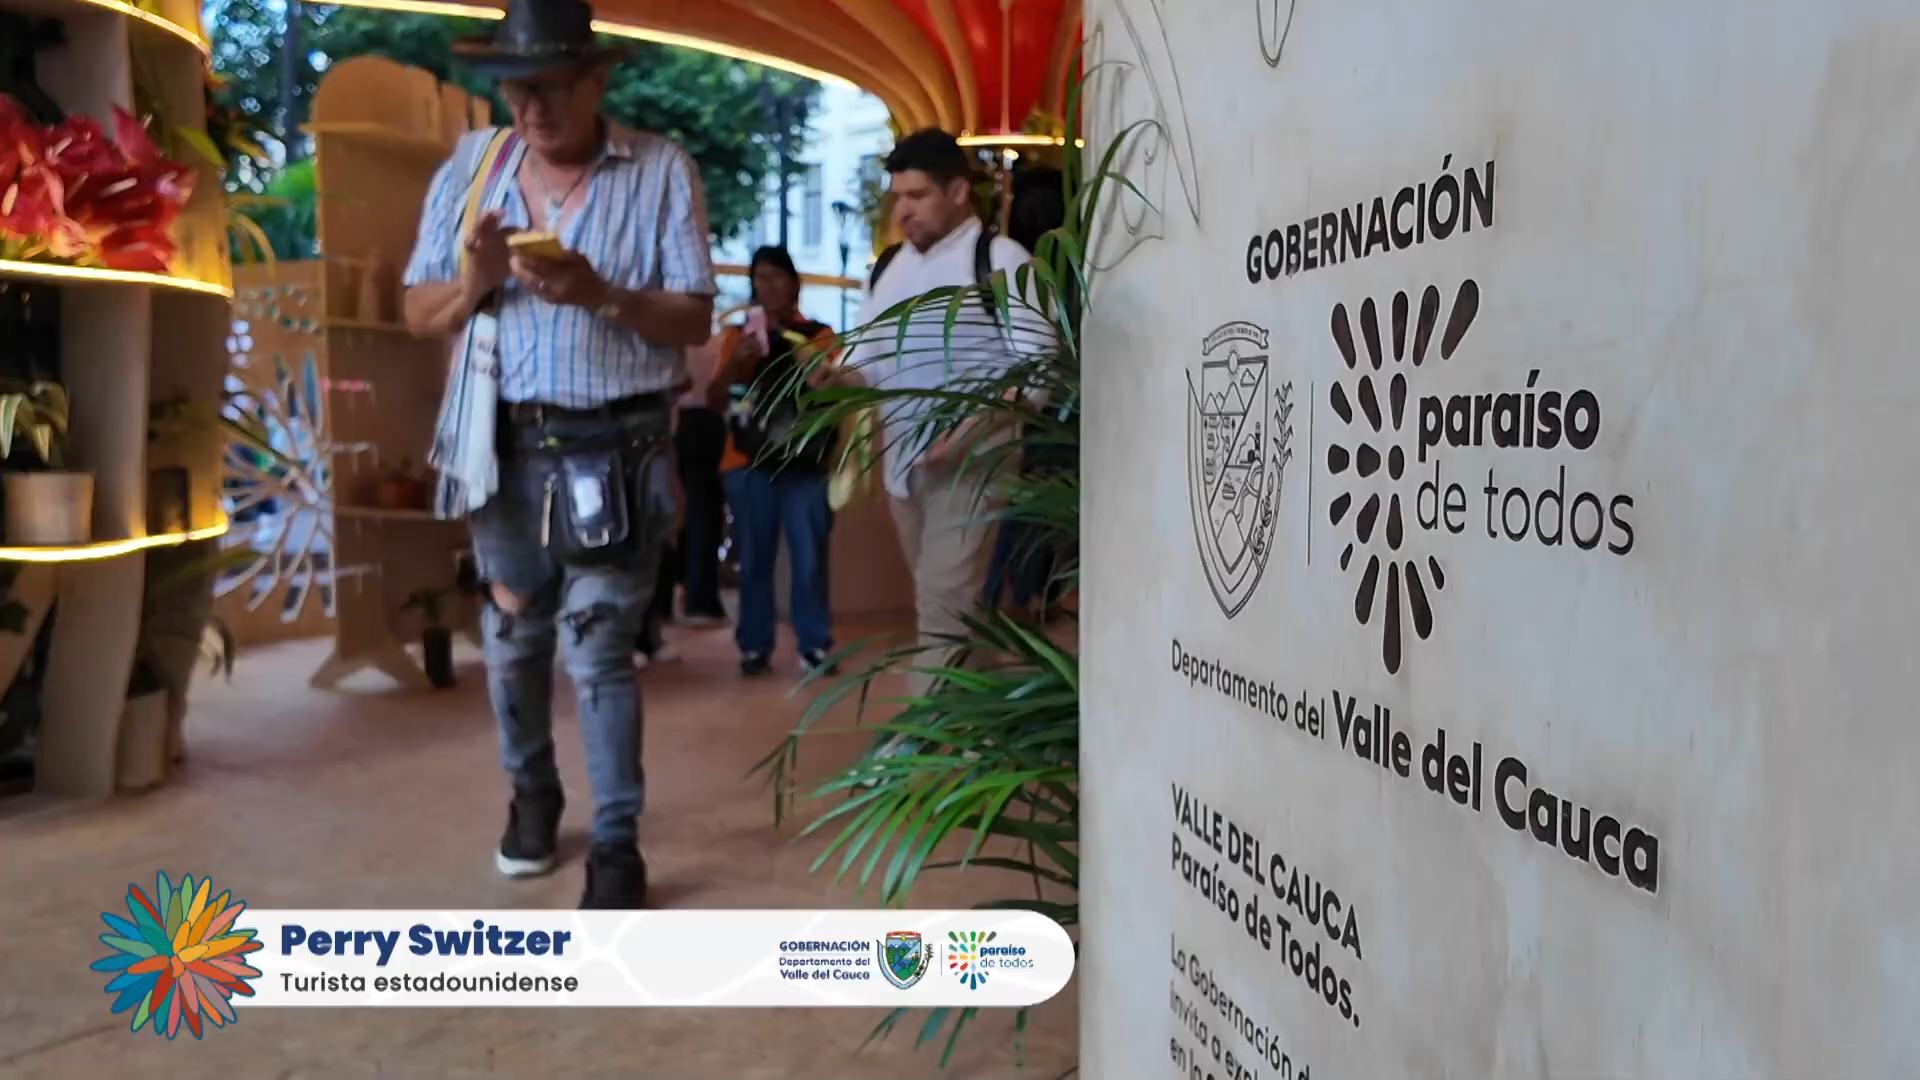 GOBERNACIÓN
paraíso
de todos
Departamento del Valle del Cauca
VALLE DEL CAUCA
Paraíso de Todos.
La Gobernación
invita a
Perry Switzer
Turista estadounidense
GOBERNACIÓN
Departamento del
Valle del Cauca
paraíso
de todos